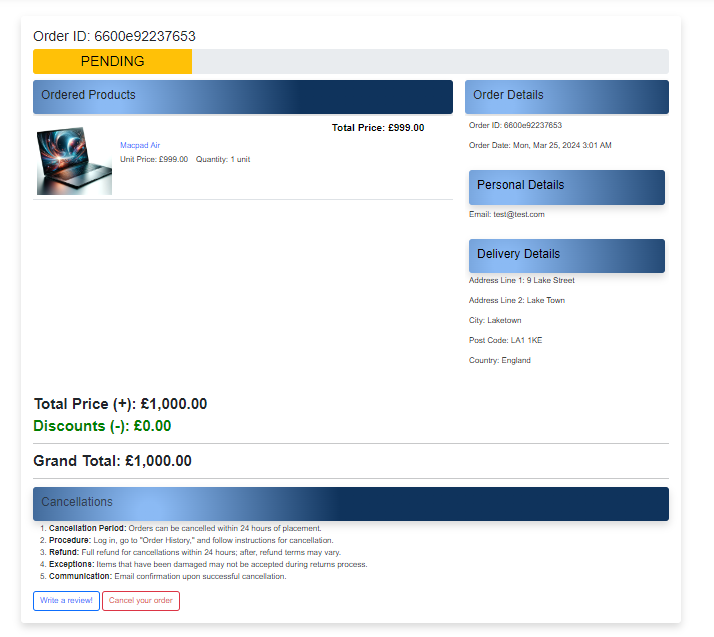 Order ID: 6600e92237653
PENDING
Ordered Products
Total Price: £999.00
Macpad Air
Unit Price: £999.00 Quantity: 1 unit
Order Details
Order ID: 6600e92237653
Order Date: Mon, Mar 25, 2024 3:01 AM
Personal Details
Email: test@test.com
Delivery Details
Address Line 1: 9 Lake Street
Address Line 2: Lake Town
City: Laketown
Post Code: LA1 1KE
Country: England
Total Price (+): £1,000.00
Discounts (-): £0.00
Grand Total: £1,000.00
Cancellations
1. Cancellation Period: Orders can be cancelled within 24 hours of placement.
2. Procedure: Log in, go to "Order History," and follow instructions for cancellation.
3. Refund: Full refund for cancellations within 24 hours; after, refund terms may vary.
4. Exceptions: Items that have been damaged may not be accepted during returns process.
5. Communication: Email confirmation upon successful cancellation.
Write a review! Cancel your order